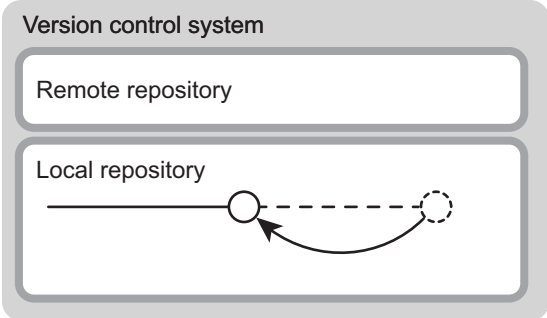 Version control system
Remote repository
Local repository